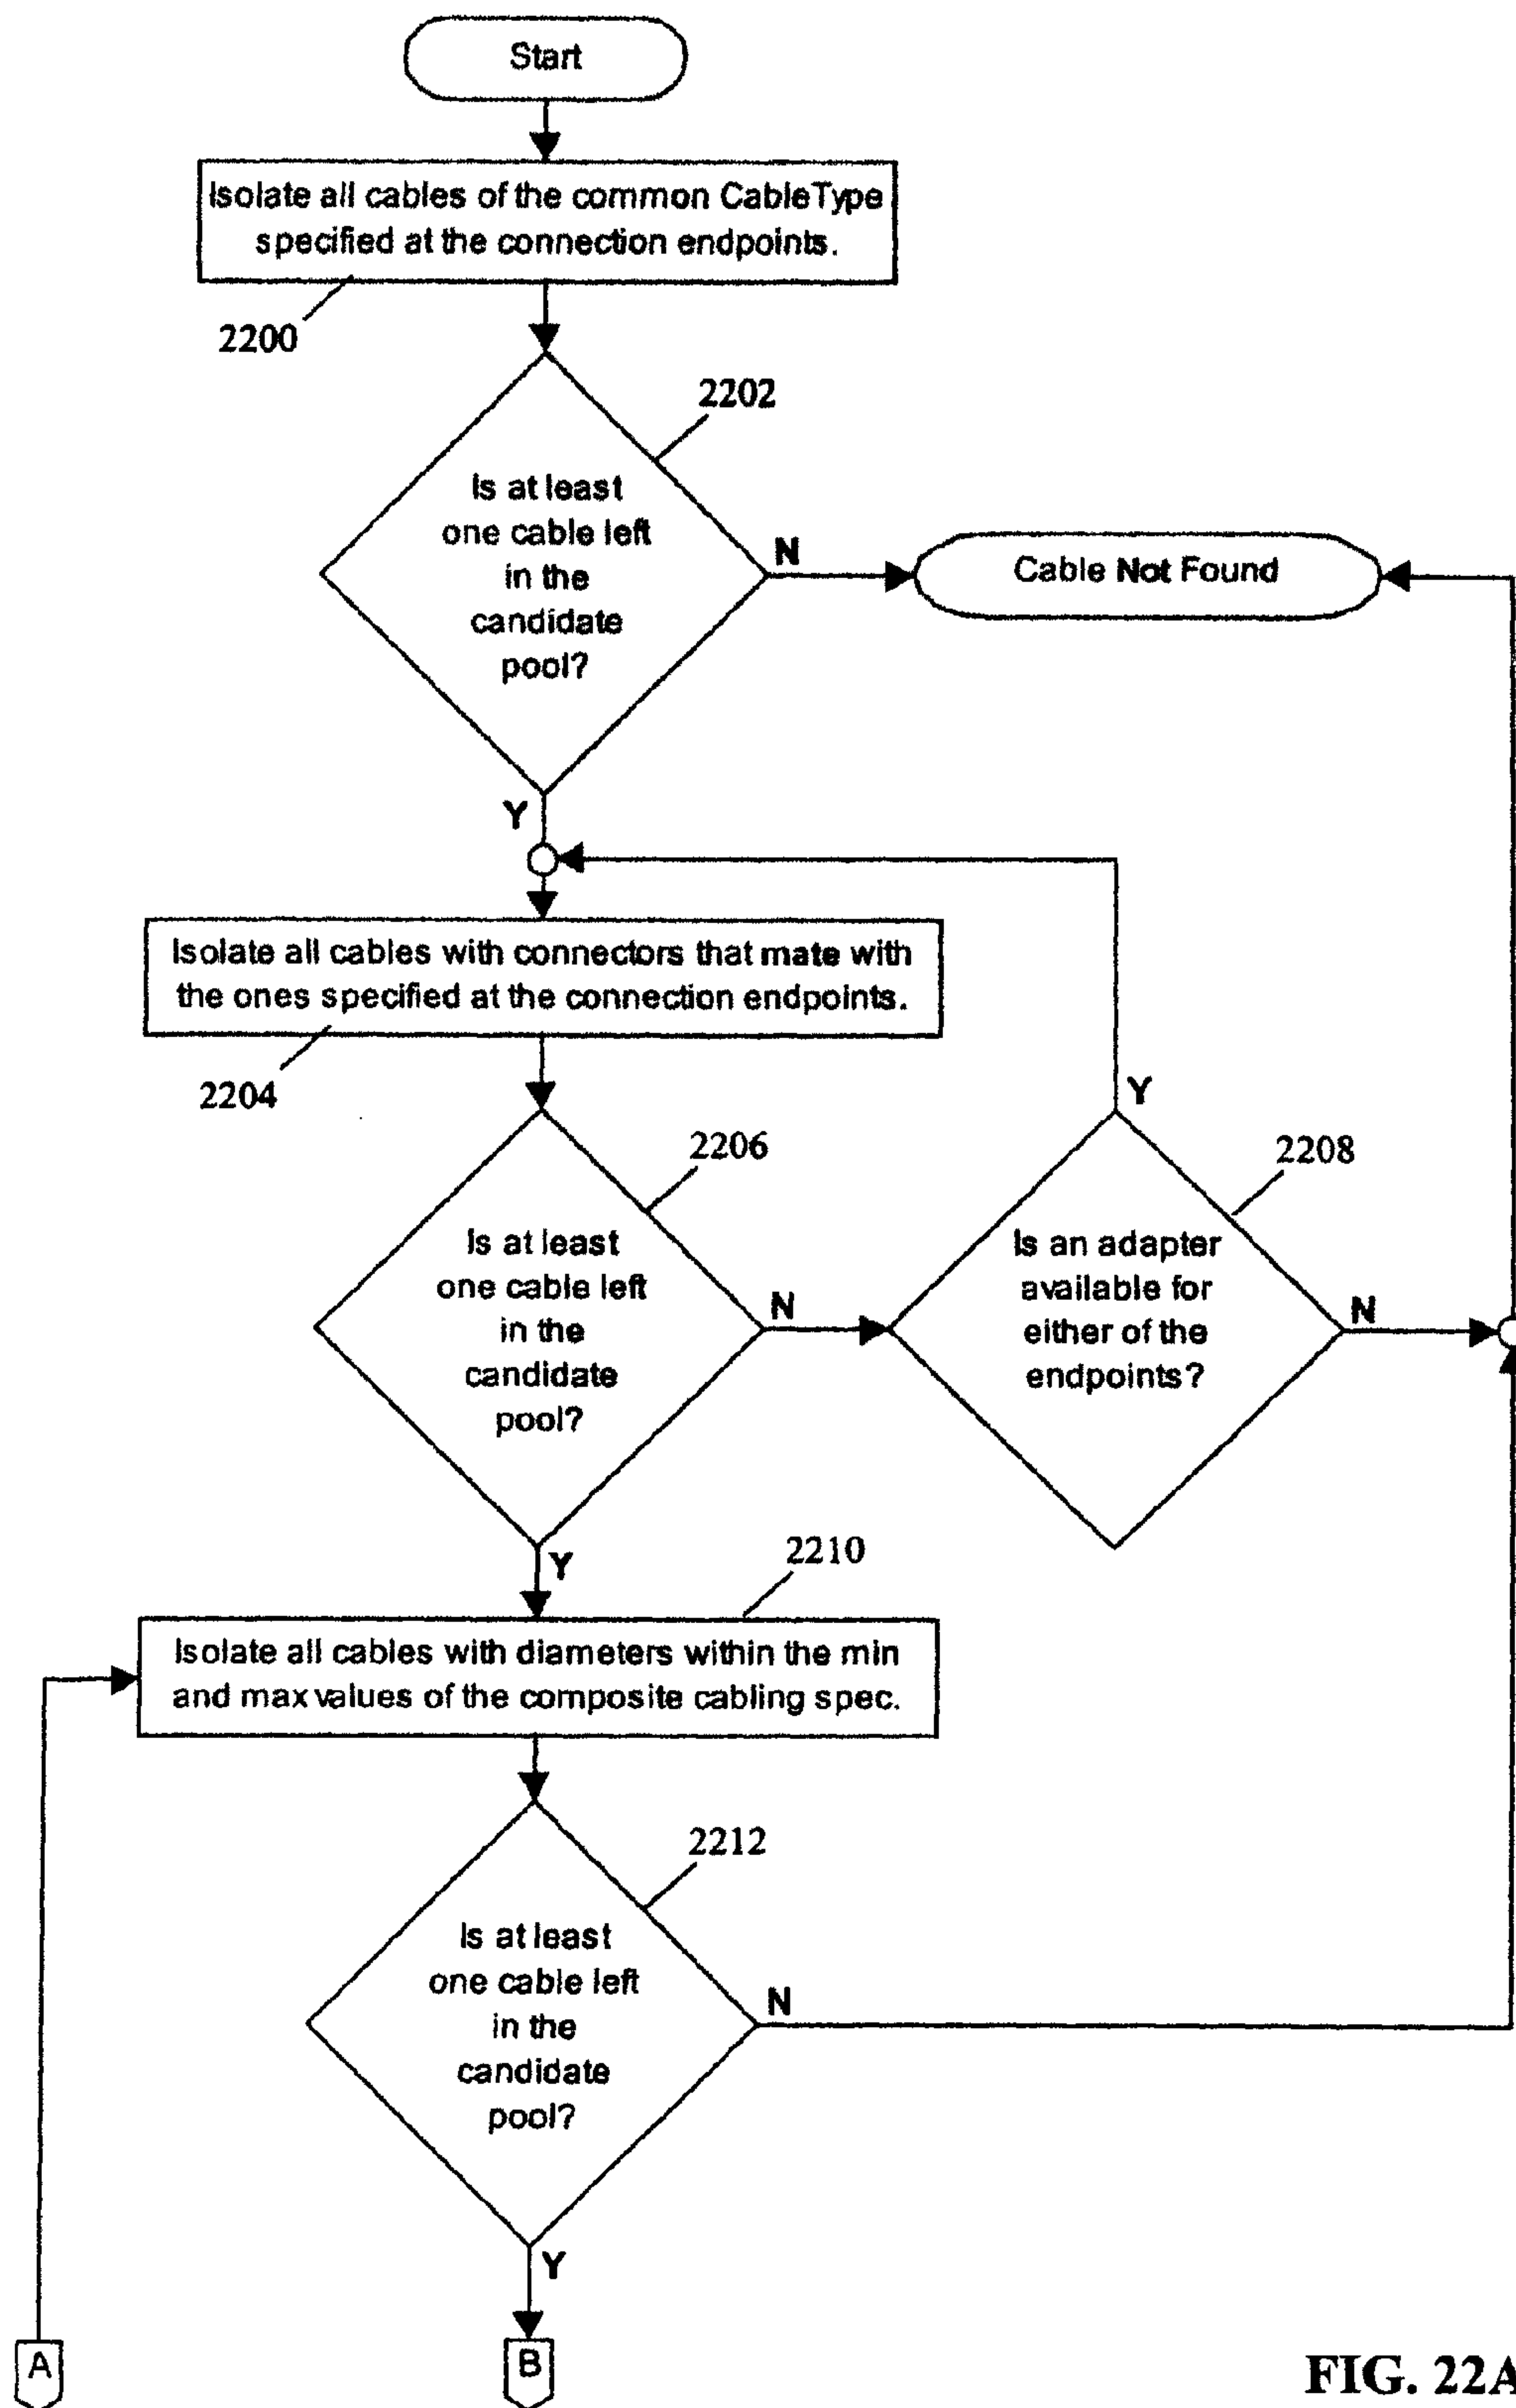 Start
Isolate all cables of the common CableType
specified at the connection endpoints.
2200
2202
Is at least
one cable left
in the
candidate
pool?
N
Cable Not Found
Y
Isolate all cables with connectors that mate with
the ones specified at the connection endpoints.
2204
2206
Is at least
one cable left
in the
candidate
pool?
N
Y
2208
Is an adapter
available for
either of the
endpoints?
N
Y
2210
Isolate all cables with diameters within the min
and max values of the composite cabling spec.
2212
Is at least
one cable left
in the
candidate
pool?
N
Y
A
B
FIG. 22A